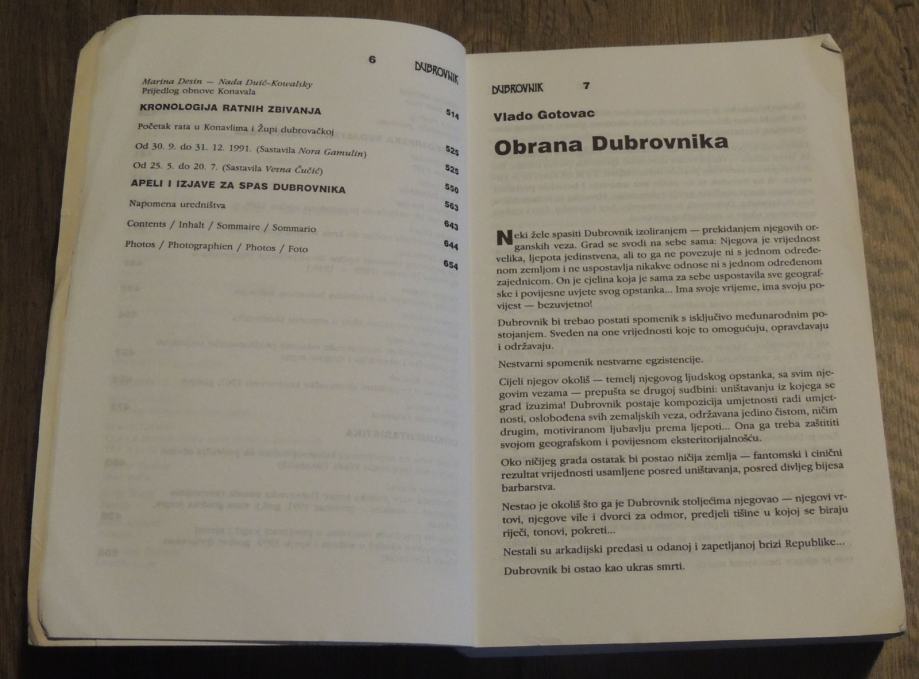 6 DUBROVNIK
Marina Desin — Nada Duić-Kowalsky
Prijedlog obnove Konavala
514
KRONOLOGIJA RATNIH ZBIVANJA
Početak rata u Konavlima i Župi dubrovačkoj
525
Od 30. 9. do 31. 12. 1991. (Sastavila Nora Gamulin)
525
Od 25. 5. do 20. 7. (Sastavila Vesna Čučić)
550
APELI I IZJAVE ZA SPAS DUBROVNIKA
563
Napomena uredništva
643
Contents / Inhalt / Sommaire / Sommario
644
Photos / Photographien / Photos / Foto
654
DUBROVNIK 7
Vlado Gotovac
Obrana Dubrovnika
Neki žele spasiti Dubrovnik izoliranjem — prekidanjem njegovih or-
ganskih veza. Grad se svodi na sebe sama: Njegova je vrijednost
velika, ljepota jedinstvena, ali to ga ne povezuje ni s jednom određe-
nom zemljom i ne uspostavlja nikakve odnose ni s jednom određenom
zajednicom. On je cjelina koja je sama za sebe uspostavila sve geograf-
ske i povijesne uvjete svog opstanka... Ima svoje vrijeme, ima svoju po-
vijest — bezuvjetno!
Dubrovnik bi trebao postati spomenik s isključivo međunarodnim po-
stojanjem. Sveden na one vrijednosti koje to omogućuju, opravdavaju
i održavaju.
Nestvarni spomenik nestvarne egzistencije.
Cijeli njegov okoliš — temelj njegovog ljudskog opstanka, sa svim nje-
govim vezama — prepušta se drugoj sudbini: uništavanju iz kojega se
grad izuzima! Dubrovnik postaje kompozicija umjetnosti radi umjet-
nosti, oslobođena svih zemaljskih veza, održavana jedino čistom, ničim
drugim, motiviranom ljubavlju prema ljepoti... Ona ga treba zaštititi
svojom geografskom i povijesnom eksteritorijalnošću.
Oko ničijeg grada ostatak bi postao ničija zemlja — fantomski i cinični
rezultat vrijednosti usamljene posred uništavanja, posred divljeg bijesa
barbarstva.
Nestao je okoliš što ga je Dubrovnik stoljećima njegovao — njegovi vr-
tovi, njegove vile i dvorci za odmor, predjeli tišine u kojoj se biraju
riječi, tonovi, pokreti...
Nestali su arkadijski predasi u odanoj i zapetljanoj brizi Republike...
Dubrovnik bi ostao kao ukras smrti.